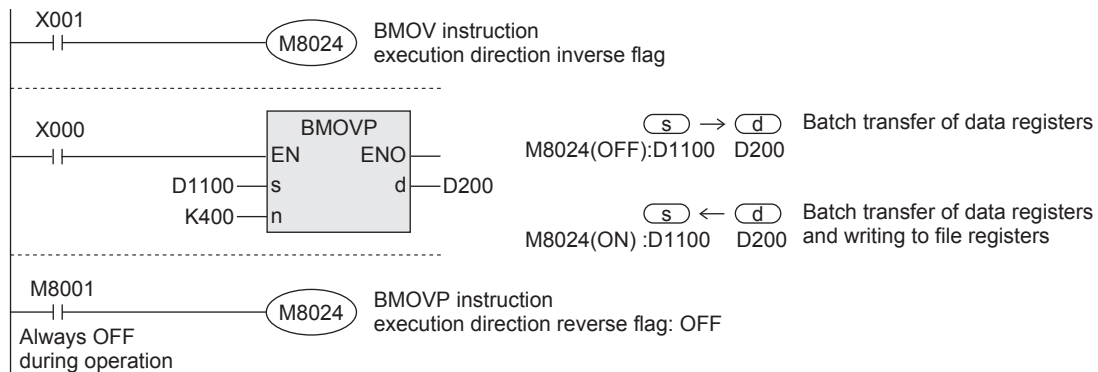 X001
M8024
BMOV instruction
execution direction inverse flag
X000
BMOVP
EN ENO
D1100 s d D200
K400 n
s → d Batch transfer of data registers
M8024(OFF):D1100 D200
s ← d Batch transfer of data registers
M8024(ON) :D1100 D200 and writing to file registers
M8001
M8024
BMOVP instruction
execution direction reverse flag: OFF
Always OFF
during operation